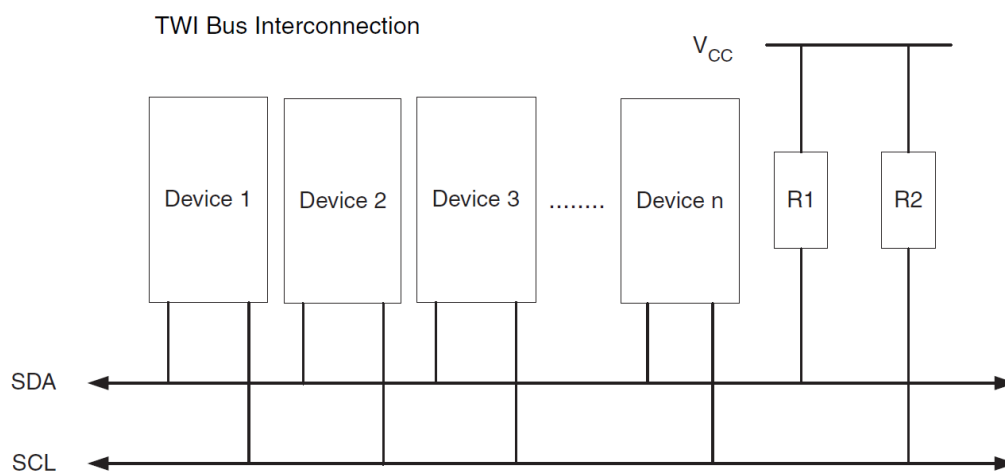 TWI Bus Interconnection
VCC
Device 1 Device 2 Device 3 ........ Device n R1 R2
SDA
SCL